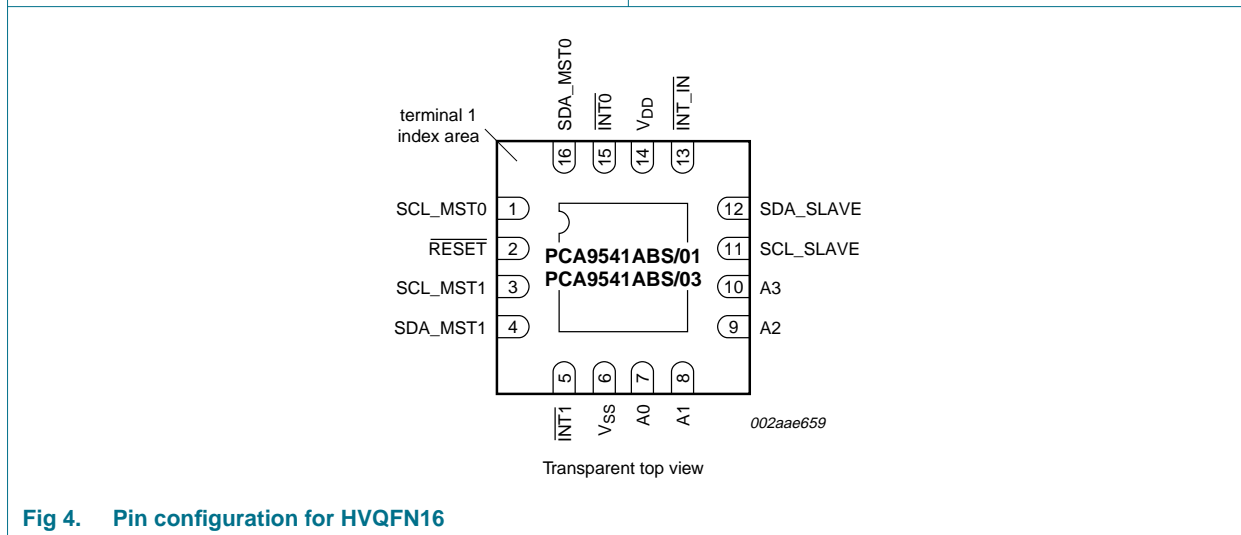 SDA_MST0
INT0
VDD
INT_IN
terminal 1
index area
16
15
14
13
SCL_MST0 1
12 SDA_SLAVE
RESET 2
11 SCL_SLAVE
PCA9541ABS/01
PCA9541ABS/03
SCL_MST1 3
10 A3
SDA_MST1 4
9 A2
5
6
7
8
INT1
VSS
A0
A1
002aae659
Transparent top view
Fig 4. Pin configuration for HVQFN16